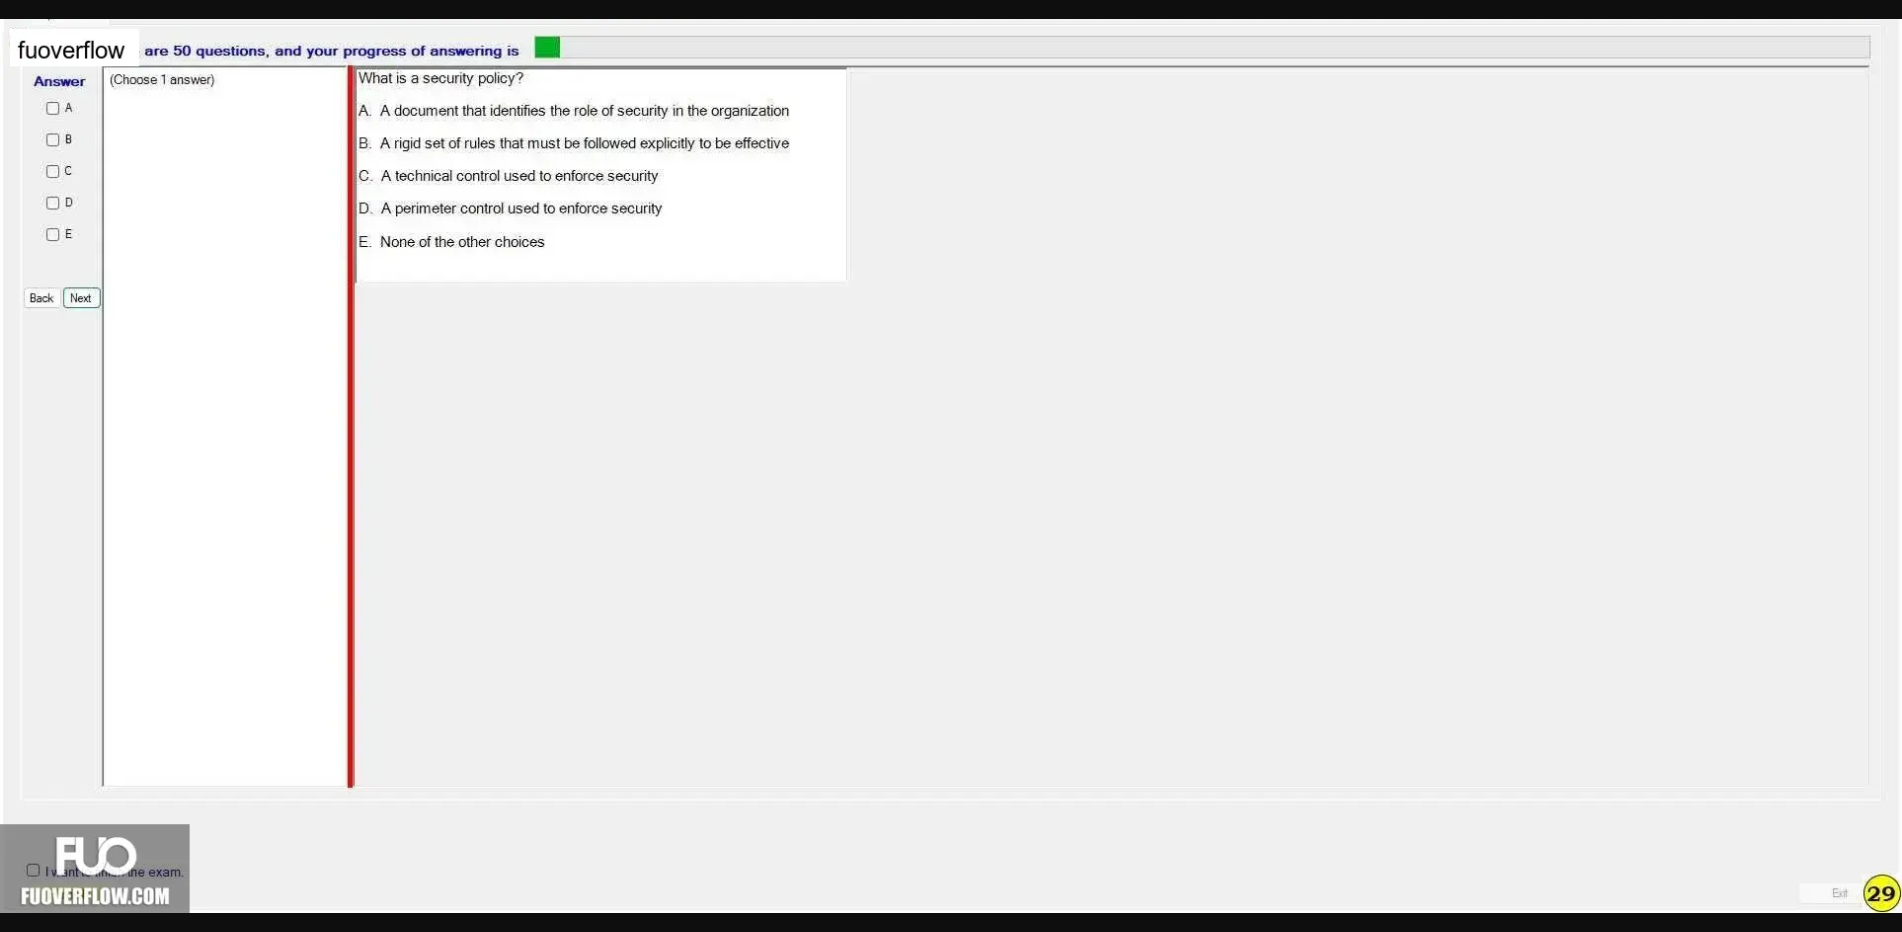 fuoverflow are 50 questions, and your progress of answering is
Answer
(Choose 1 answer)
A
B
C
D
E
Back Next
What is a security policy?
A. A document that identifies the role of security in the organization
B. A rigid set of rules that must be followed explicitly to be effective
C. A technical control used to enforce security
D. A perimeter control used to enforce security
E. None of the other choices
FUO
I want the exam.
FUOVERFLOW.COM
Exit
29